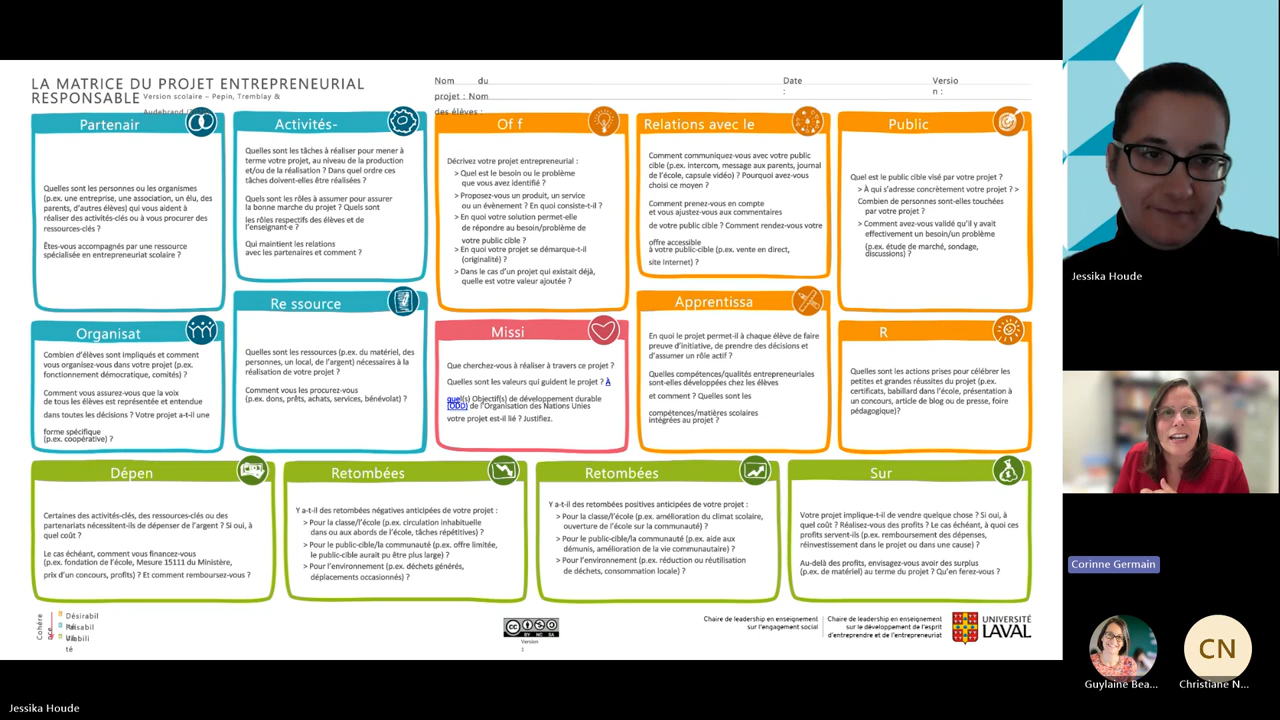 LA MATRICE DU PROJET ENTREPRENEURIAL
RESPONSABLE Version scolaire – Pepin, Tremblay &
Audebrand
Nom du
projet : Nom
des élèves :
Date
:
Versio
n :
Partenair
Quelles sont les personnes ou les organismes
(p.ex. une entreprise, une association, un élu, des
parents, d'autres élèves) qui vous aident à
réaliser des activités-clés ou à vous procurer des
ressources-clés ?
Êtes-vous accompagnés par une ressource
spécialisée en entrepreneuriat scolaire ?
Activités-
Quelles sont les tâches à réaliser pour mener à
terme votre projet, au niveau de la production
et/ou de la réalisation ? Dans quel ordre ces
tâches doivent-elles être réalisées ?
Quels sont les rôles à assumer pour assurer
la bonne marche du projet ? Quels sont
les rôles respectifs des élèves et de
l'enseignant·e ?
Qui maintient les relations
avec les partenaires et comment ?
Of f
Décrivez votre projet entrepreneurial :
> Quel est le besoin ou le problème
que vous avez identifié ?
> Proposez-vous un produit, un service
ou un évènement ? En quoi consiste-t-il ?
> En quoi votre solution permet-elle
de répondre au besoin/problème de
votre public cible ?
> En quoi votre projet se démarque-t-il
(originalité) ?
> Dans le cas d'un projet qui existait déjà,
quelle est votre valeur ajoutée ?
Relations avec le
Comment communiquez-vous avec votre public
cible (p.ex. intercom, message aux parents, journal
de l'école, capsule vidéo) ? Pourquoi avez-vous
choisi ce moyen ?
Comment prenez-vous en compte
et vous ajustez-vous aux commentaires
de votre public cible ? Comment rendez-vous votre
offre accessible
à votre public-cible (p.ex. vente en direct,
site Internet) ?
Public
Quel est le public cible visé par votre projet ?
> À qui s'adresse concrètement votre projet ? >
Combien de personnes sont-elles touchées
par votre projet ?
> Comment avez-vous validé qu'il y avait
effectivement un besoin/un problème
(p.ex. étude de marché, sondage,
discussions) ?
Organisat
Combien d'élèves sont impliqués et comment
vous organisez-vous dans votre projet (p.ex.
fonctionnement démocratique, comités) ?
Comment vous assurez-vous que la voix
de tous les élèves est représentée et entendue
dans toutes les décisions ? Votre projet a-t-il une
forme spécifique
(p.ex. coopérative) ?
Re ssource
Quelles sont les ressources (p.ex. du matériel, des
personnes, un local, de l'argent) nécessaires à la
réalisation de votre projet ?
Comment vous les procurez-vous
(p.ex. dons, prêts, achats, services, bénévolat) ?
Missi
Que cherchez-vous à réaliser à travers ce projet ?
Quelles sont les valeurs qui guident le projet ? À
quel(s) Objectif(s) de développement durable
(ODD) de l'Organisation des Nations Unies
votre projet est-il lié ? Justifiez.
Apprentissa
En quoi le projet permet-il à chaque élève de faire
preuve d'initiative, de prendre des décisions et
d'assumer un rôle actif ?
Quelles compétences/qualités entrepreneuriales
sont-elles développées chez les élèves
et comment ? Quelles sont les
compétences/matières scolaires
intégrées au projet ?
R
Quelles sont les actions prises pour célébrer les
petites et grandes réussites du projet (p.ex.
certificats, babillard dans l'école, présentation à
un concours, article de blog ou de presse, foire
pédagogique)?
Dépen
Certaines des activités-clés, des ressources-clés ou des
partenariats nécessitent-ils de dépenser de l'argent ? Si oui, à
quel coût ?
Le cas échéant, comment vous financez-vous
(p.ex. fondation de l'école, Mesure 15111 du Ministère,
prix d'un concours, profits) ? Et comment remboursez-vous ?
Retombées
Y a-t-il des retombées négatives anticipées de votre projet :
> Pour la classe/l'école (p.ex. circulation inhabituelle
dans ou aux abords de l'école, tâches répétitives) ?
> Pour le public-cible/la communauté (p.ex. offre limitée,
le public-cible aurait pu être plus large) ?
> Pour l'environnement (p.ex. déchets générés,
déplacements occasionnés) ?
Retombées
Y a-t-il des retombées positives anticipées de votre projet :
> Pour la classe/l'école (p.ex. amélioration du climat scolaire,
ouverture de l'école sur la communauté) ?
> Pour le public-cible/la communauté (p.ex. aide aux
démunis, amélioration de la vie communautaire) ?
> Pour l'environnement (p.ex. réduction ou réutilisation
de déchets, consommation locale) ?
Sur
Votre projet implique-t-il de vendre quelque chose ? Si oui, à
quel coût ? Réalisez-vous des profits ? Le cas échéant, à quoi ces
profits servent-ils (p.ex. remboursement des dépenses,
réinvestissement dans le projet ou dans une cause) ?
Au-delà des profits, envisagez-vous avoir des surplus
(p.ex. de matériel) au terme du projet ? Qu'en ferez-vous ?
Cohére
Désirabil
Faisabil
Viabili
té
CC BY NC SA
Version
:
Chaire de leadership en enseignement
sur l'engagement social
Chaire de leadership en enseignement
sur le développement de l'esprit
d'entreprendre et de l'entrepreneuriat
UNIVERSITÉ
LAVAL
Jessika Houde
Corinne Germain
CN
Guylaine Bea...
Christiane N...
Jessika Houde